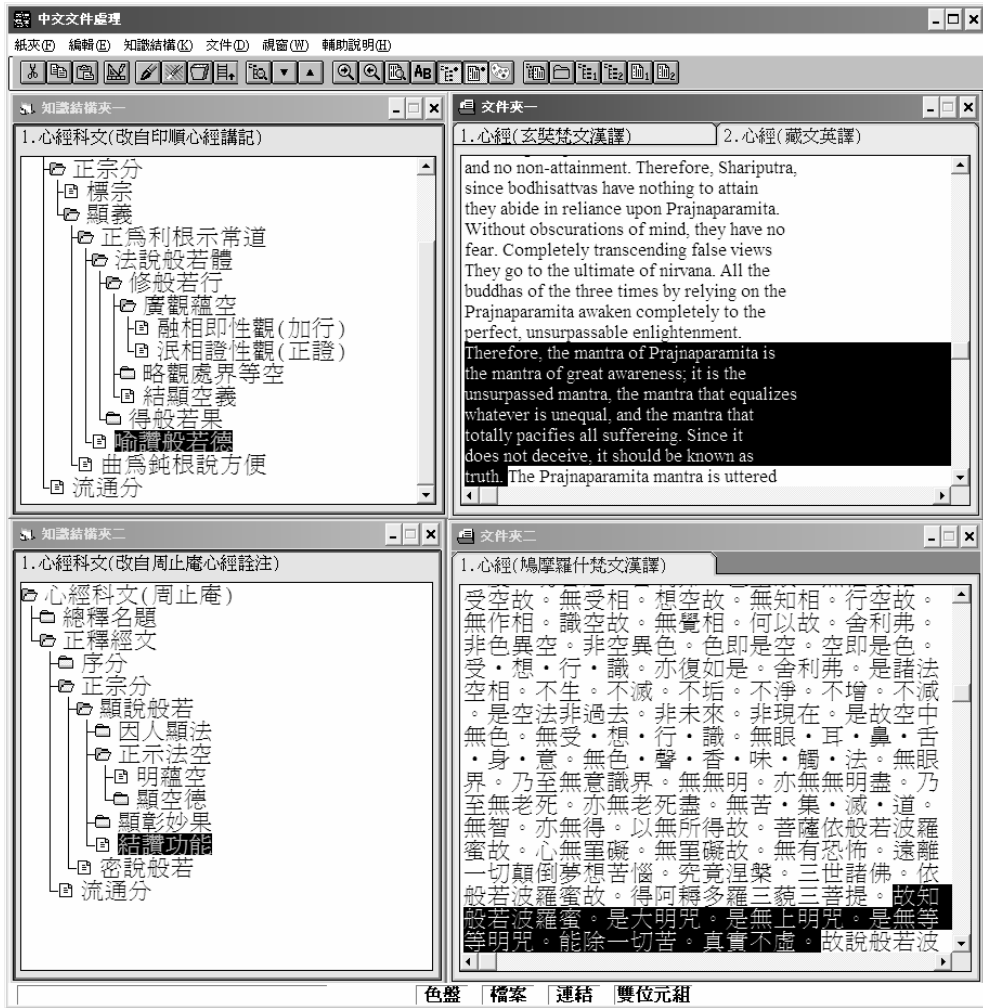 中文文件處理
紙夾(F) 編輯(E) 知識結構(K) 文件(D) 視窗(W) 輔助說明(H)
AB
知識結構夾一
1.心經科文(改自印順心經講記)
正宗分
標宗
顯義
正為利根示常道
法說般若體
修般若行
廣觀蘊空
融相即性觀(加行)
泯相證性觀(正證)
略觀處界等空
結顯空義
得般若果
喻讚般若德
曲為鈍根說方便
流通分
文件夾一
1.心經(玄奘梵文漢譯) 2.心經(藏文英譯)
and no non-attainment. Therefore, Shariputra,
since bodhisattvas have nothing to attain
they abide in reliance upon Prajnaparamita.
Without obscurations of mind, they have no
fear. Completely transcending false views
They go to the ultimate of nirvana. All the
buddhas of the three times by relying on the
Prajnaparamita awaken completely to the
perfect, unsurpassable enlightenment.
Therefore, the mantra of Prajnaparamita is
the mantra of great awareness; it is the
unsurpassed mantra, the mantra that equalizes
whatever is unequal, and the mantra that
totally pacifies all suffereing. Since it
does not deceive, it should be known as
truth. The Prajnaparamita mantra is uttered
知識結構夾二
1.心經科文(改自周止庵心經詮注)
心經科文(周止庵)
總釋名題
正釋經文
序分
正宗分
顯說般若
因人顯法
正示法空
明蘊空
顯空德
顯彰妙果
結讚功能
密說般若
流通分
文件夾二
1.心經(鳩摩羅什梵文漢譯)
受空故。無受相。想空故。無知相。行空故。
無作相。識空故。無覺相。何以故。舍利弗。
非色異空。非空異色。色即是空。空即是色。
受・想・行・識。亦復如是。舍利弗。是諸法
空相。不生。不滅。不垢。不淨。不增。不減
。是空法非過去。非未來。非現在。是故空中
無色。無受・想・行・識。無眼・耳・鼻・舌
・身・意。無色・聲・香・味・觸・法。無眼
界。乃至無意識界。無無明。亦無無明盡。乃
至無老死。亦無老死盡。無苦・集・滅・道。
無智。亦無得。以無所得故。菩薩依般若波羅
蜜故。心無罣礙。無罣礙故。無有恐怖。遠離
一切顛倒夢想苦惱。究竟涅槃。三世諸佛。依
般若波羅蜜故。得阿耨多羅三藐三菩提。故知
般若波羅蜜。是大明咒。是無上明咒。是無等
等明咒。能除一切苦。真實不虛。故說般若波
色盤 檔案 連結 雙位元組